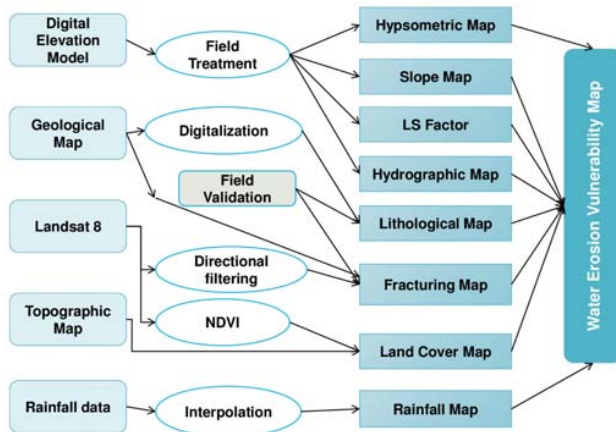 Digital
Elevation
Model
Geological
Map
Landsat 8
Topographic
Map
Rainfall data
Field
Treatment
Digitalization
Field
Validation
Directional
filtering
NDVI
Interpolation
Hypsometric Map
Slope Map
LS Factor
Hydrographic Map
Lithological Map
Fracturing Map
Land Cover Map
Rainfall Map
Water Erosion Vulnerability Map